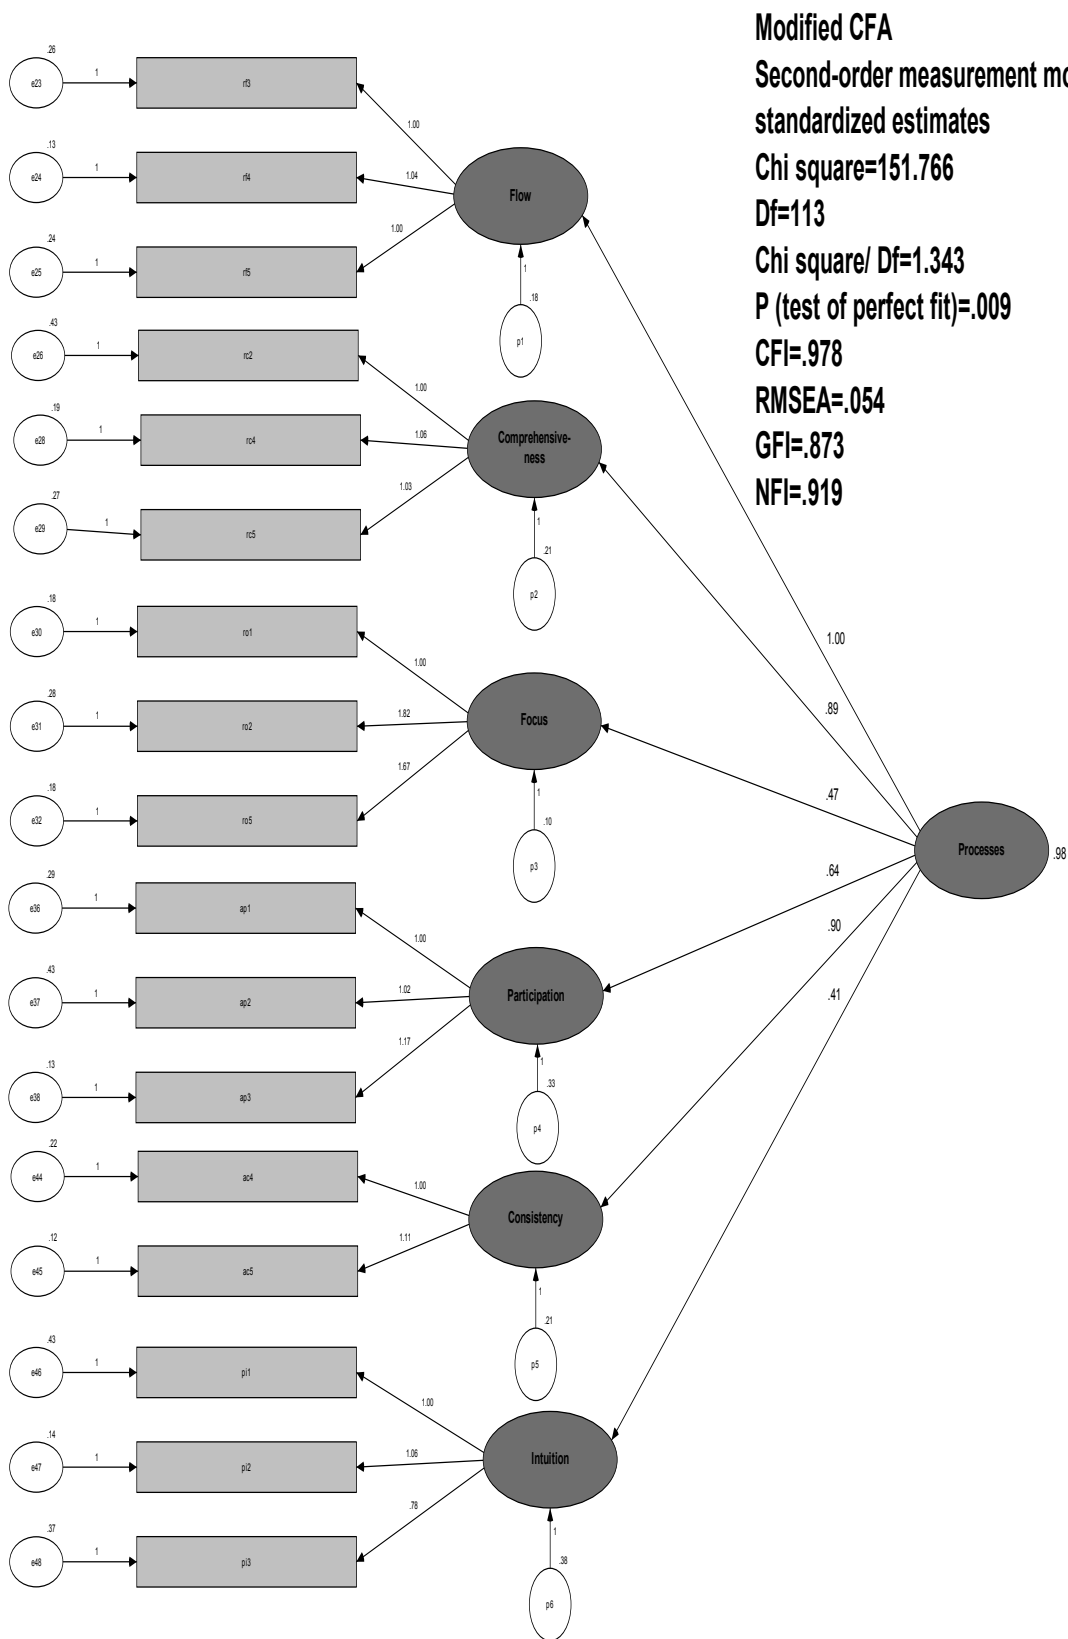 Modified CFA
Second-order measurement mo
standardized estimates
Chi square=151.766
Df=113
Chi square/ Df=1.343
P (test of perfect fit)=.009
CFI=.978
RMSEA=.054
GFI=.873
NFI=.919
.26
e23
1
rf3
1.00
.13
e24
1
rf4
1.04
Flow
.24
e25
1
rf5
1.00
1
.18
p1
.43
e26
1
rc2
1.00
.19
e28
1
rc4
1.06
Comprehensive-
ness
.27
e29
1
rc5
1.03
1
.21
p2
.18
e30
1
ro1
1.00
1.00
.28
e31
1
ro2
1.82
Focus
.89
.18
e32
1
ro5
1.67
1
.10
p3
.47
Processes
.98
.29
e36
1
ap1
1.00
.64
.43
e37
1
ap2
1.02
Participation
.90
.13
e38
1
ap3
1.17
1
.33
p4
.41
.22
e44
1
ac4
1.00
Consistency
.12
e45
1
ac5
1.11
1
.21
p5
.43
e46
1
pi1
1.00
.14
e47
1
pi2
1.06
Intuition
.37
e48
1
pi3
.78
1
.38
p6